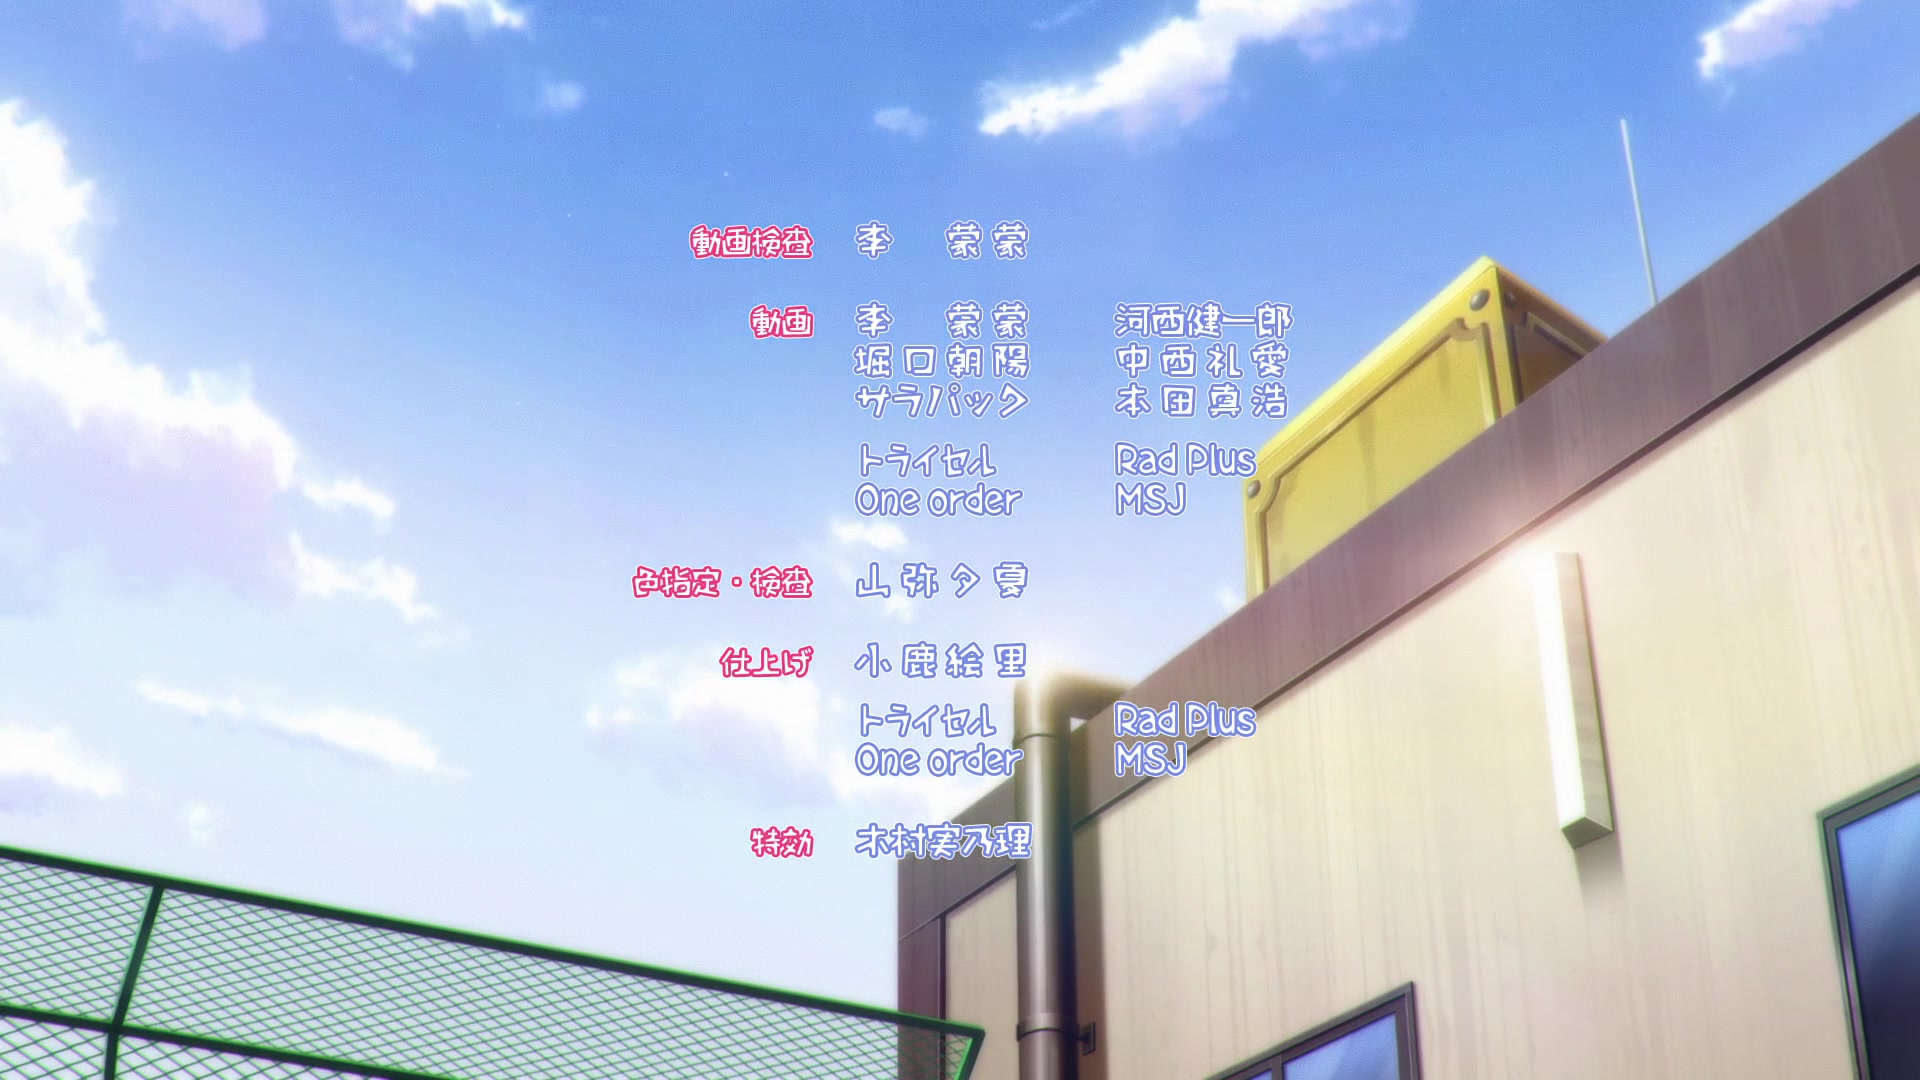 動画検査 李 蒙蒙
動画 李 蒙蒙 河西健一郎
堀口朝陽 中西礼愛
サラパック 本田真浩
トライセル Rad Plus
One order MSJ
色指定・検査 山弥夕夏
仕上げ 小鹿絵里
トライセル Rad Plus
One order MSJ
特効 木村実乃理